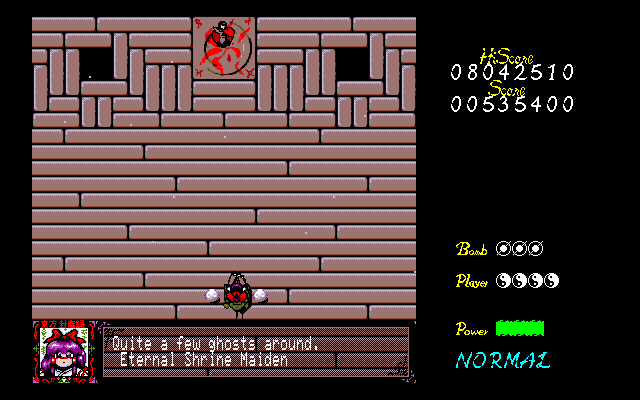 HiScore
08042510
Score
00535400
Bomb
Player
Power
NORMAL
Quite a few ghosts around.
Eternal Shrine Maiden